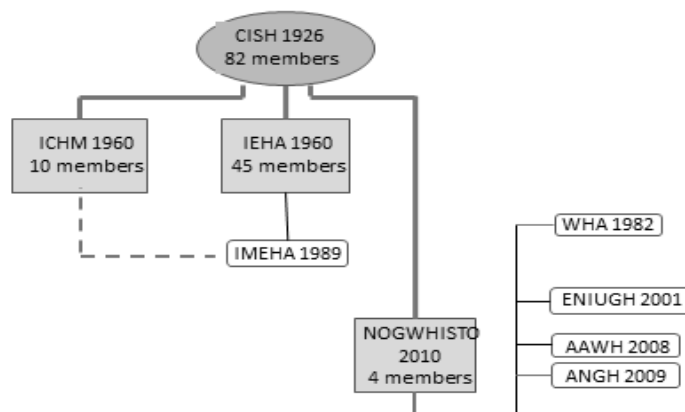 CISH 1926
82 members
ICHM 1960
10 members
IEHA 1960
45 members
IMEHA 1989
WHA 1982
ENIUGH 2001
NOGWHISTO
2010
4 members
AAWH 2008
ANGH 2009